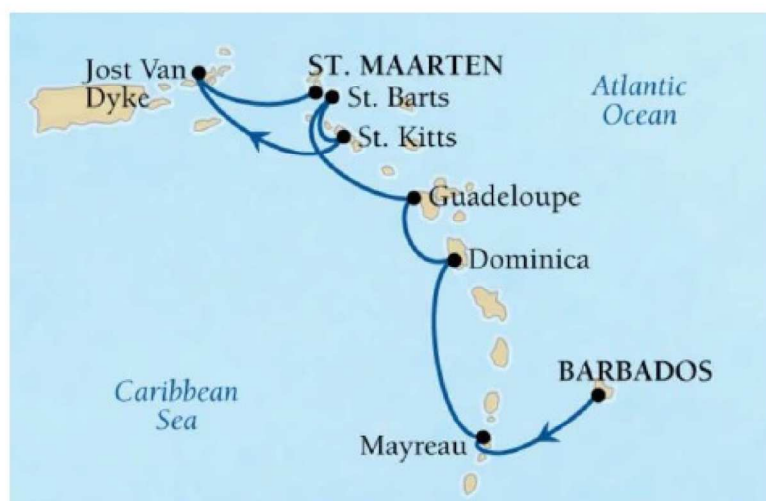 Jost Van
Dyke
ST. MAARTEN
St. Barts
St. Kitts
Atlantic
Ocean
Guadeloupe
Dominica
BARBADOS
Caribbean
Sea
Mayreau